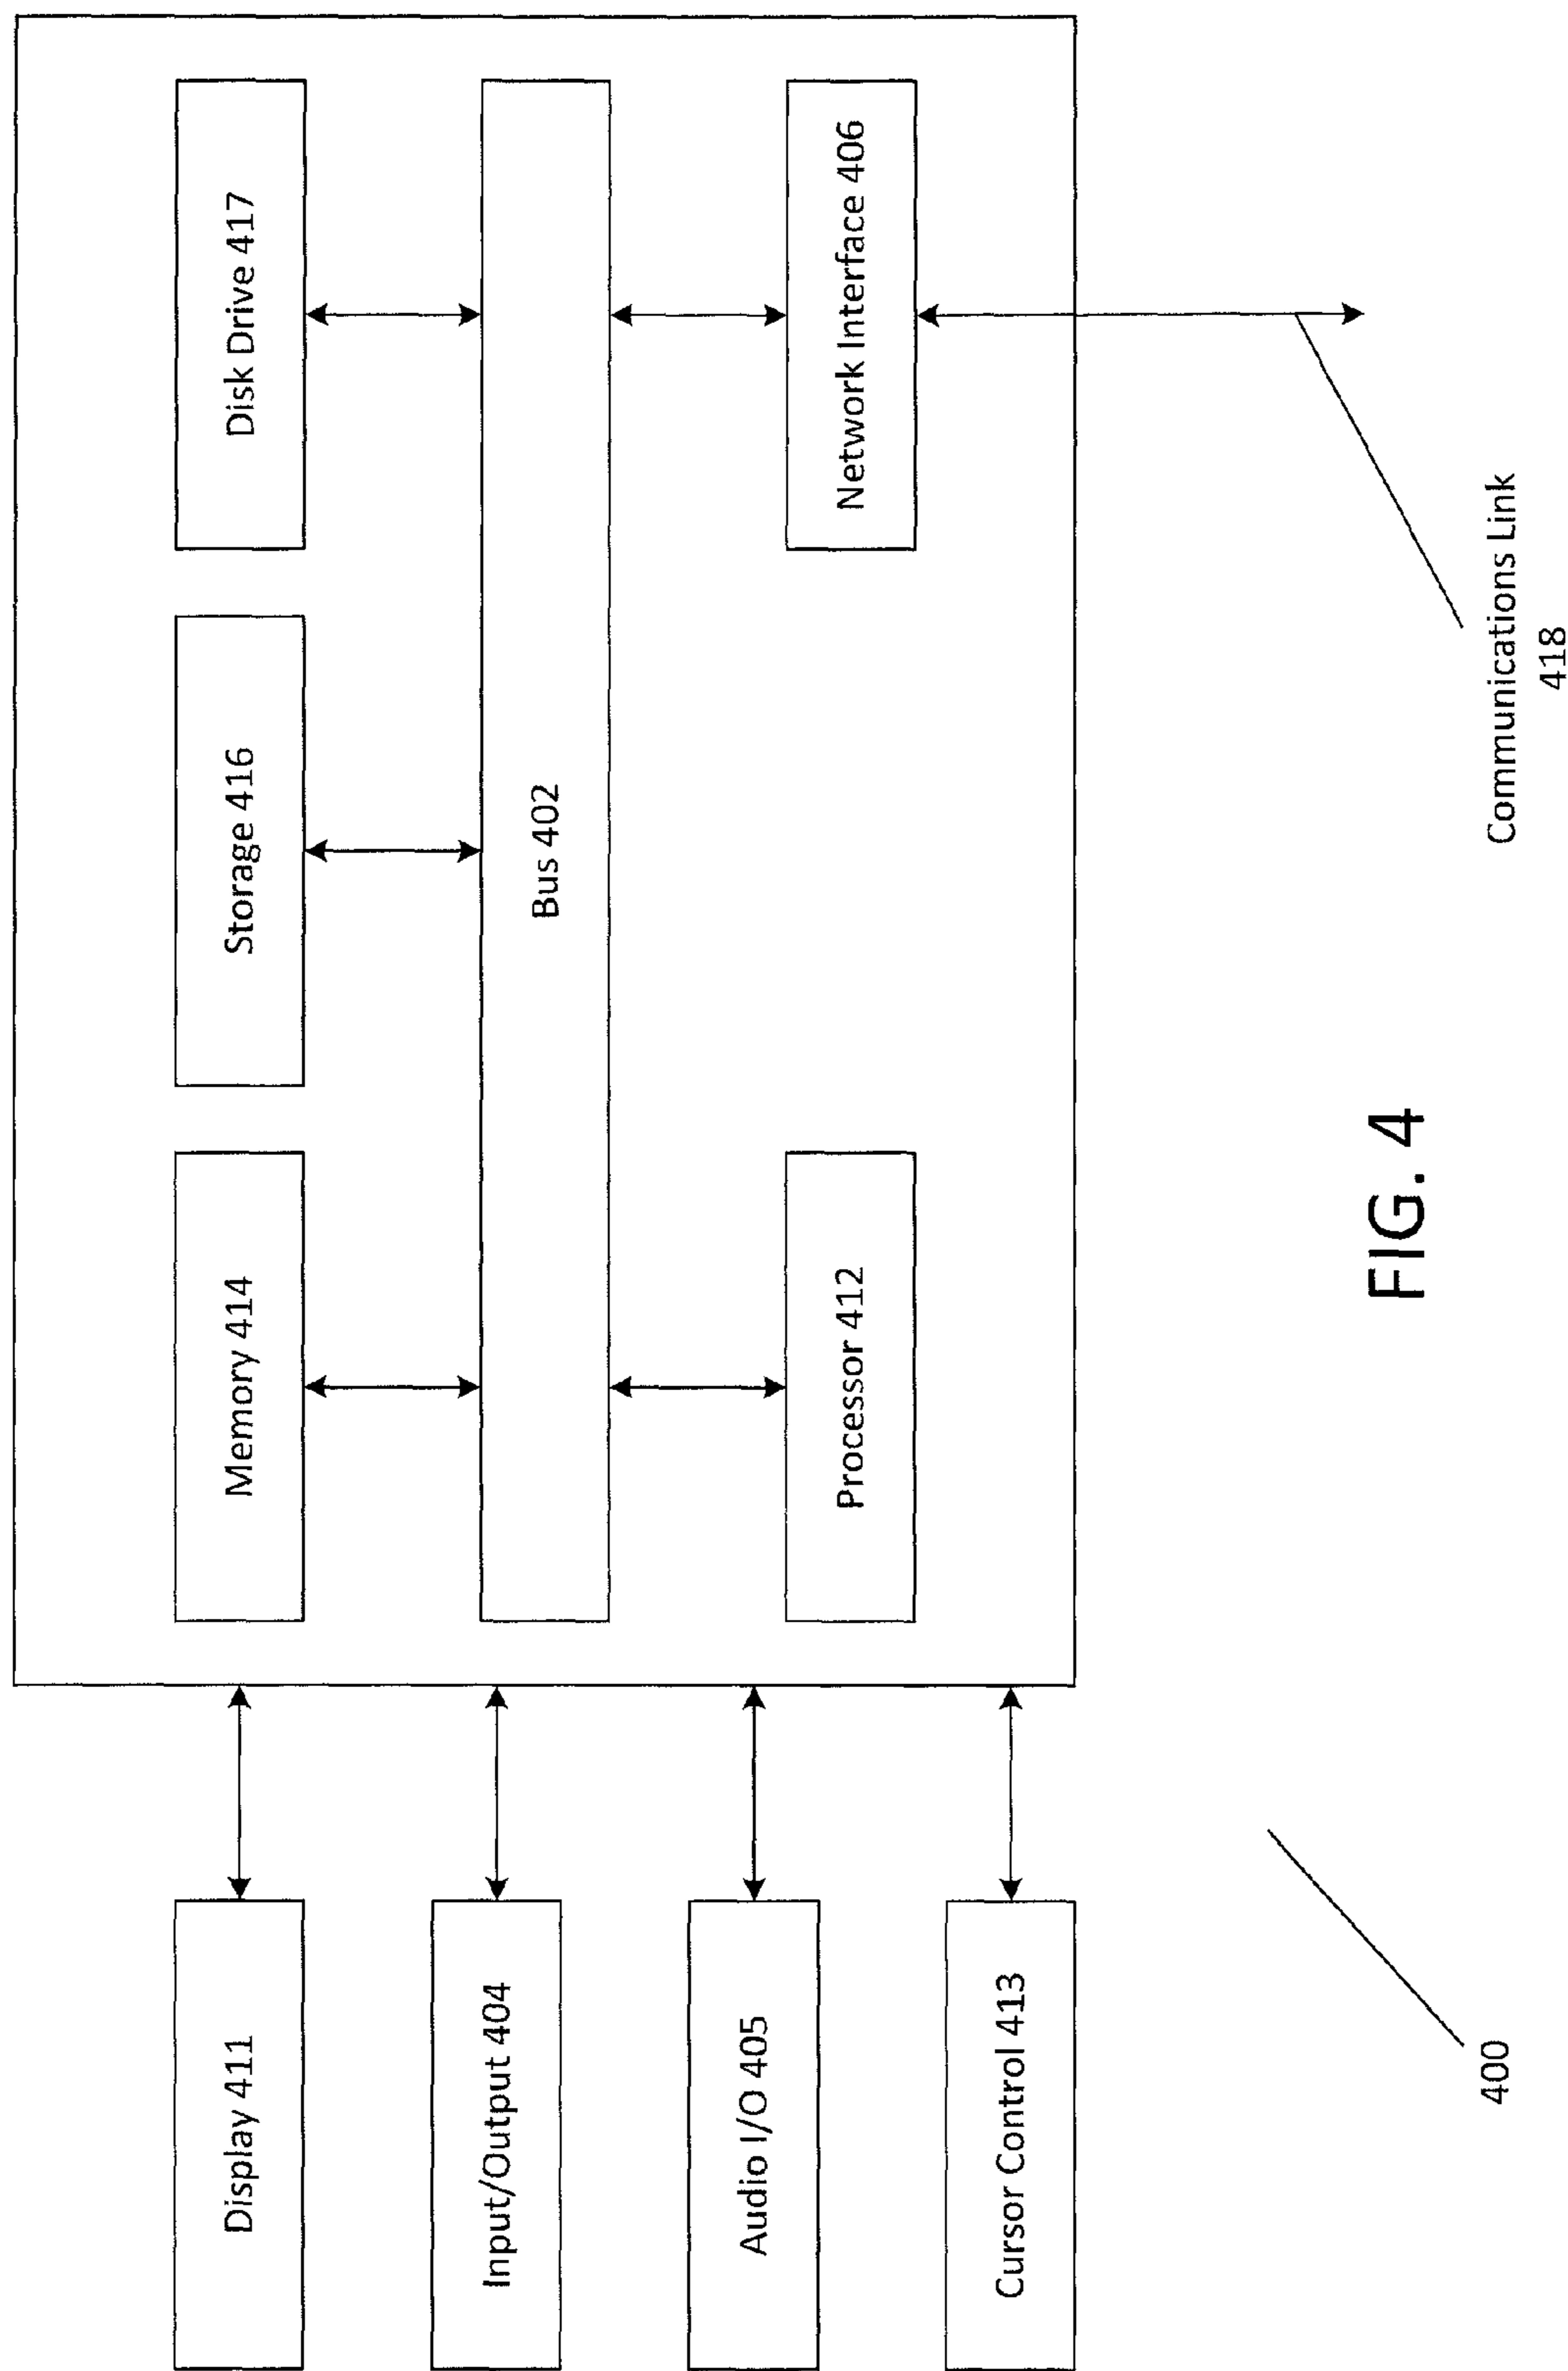 Display 411
Memory 414
Storage 416
Disk Drive 417
Input/Output 404
Bus 402
Audio I/O 405
Processor 412
Network Interface 406
Cursor Control 413
400
FIG. 4
Communications Link
418